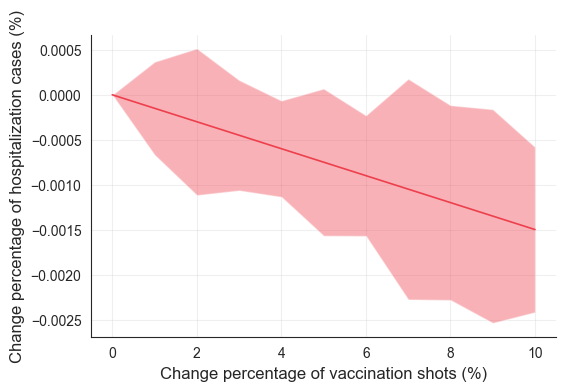 Change percentage of hospitalization cases (%)
0.0005
0.0000
−0.0005
−0.0010
−0.0015
−0.0020
−0.0025
0 2 4 6 8 10
Change percentage of vaccination shots (%)